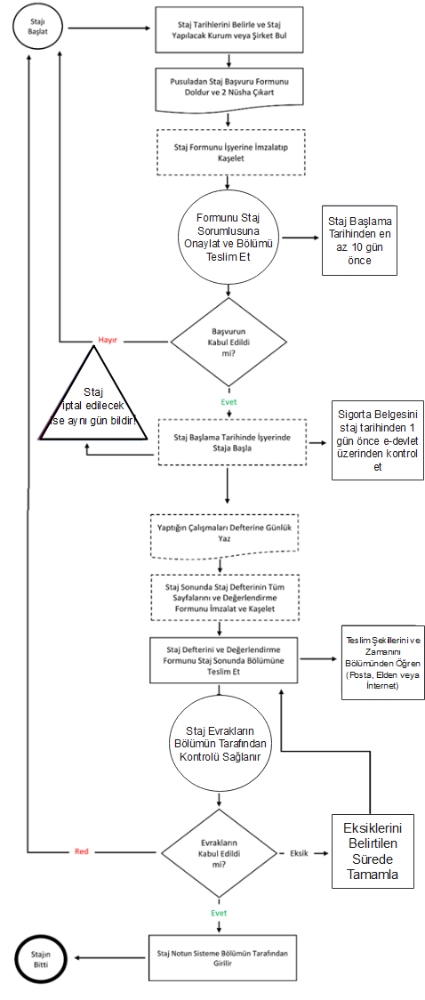 Stajı
Başlat
Staj Tarihlerini Belirle ve Staj
Yapılacak Kurum veya Şirket Bul
Pusuladan Staj Başvuru Formunu
Doldur ve 2 Nüsha Çıkart
Staj Formunu İşyerine İmzalatıp
Kaşelet
Formunu Staj
Sorumlusuna
Onaylat ve Bölümü
Teslim Et
Staj Başlama
Tarihinden en
az 10 gün
önce
Başvurun
Kabul Edildi
mi?
Hayır
Evet
Staj
iptal edilecek
ise aynı gün bildir!
Staj Başlama Tarihinde İşyerinde
Staja Başla
Sigorta Belgesini
staj tarihinden 1
gün önce e-devlet
üzerinden kontrol
et
Yaptığın Çalışmaları Defterine Günlük
Yaz
Staj Sonunda Staj Defterinin Tüm
Sayfalarını ve Değerlendirme
Formunu İmzalat ve Kaşelet
Staj Defterini ve Değerlendirme
Formunu Staj Sonunda Bölümüne
Teslim Et
Teslim Şekillerini ve
Zamanını
Bölümünden Öğren
(Posta, Elden veya
İnternet)
Staj Evrakların
Bölümün Tarafından
Kontrolü Sağlanır
Evrakların
Kabul Edildi
mi?
Red
Eksik
Eksiklerini
Belirtilen
Sürede
Tamamla
Evet
Staj Notun Sisteme Bölümün Tarafından
Girilir
Stajın
Bitti